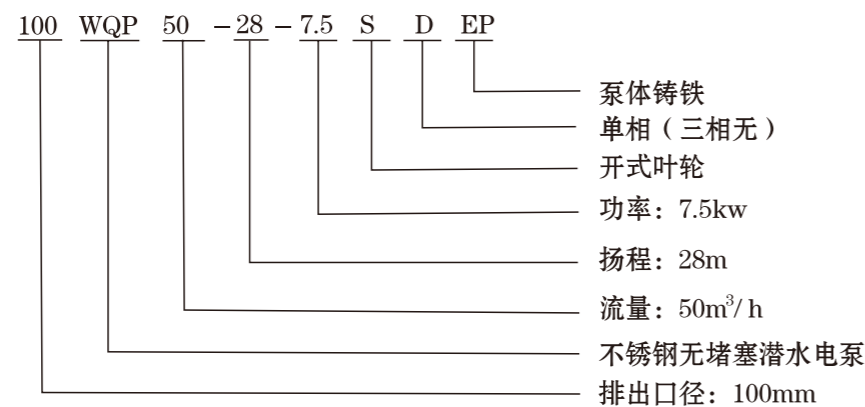 100 WQP 50 -28 -7.5 S D EP
泵体铸铁
单相（三相无）
开式叶轮
功率：7.5kw
扬程：28m
流量：50m³/ h
不锈钢无堵塞潜水电泵
排出口径：100mm